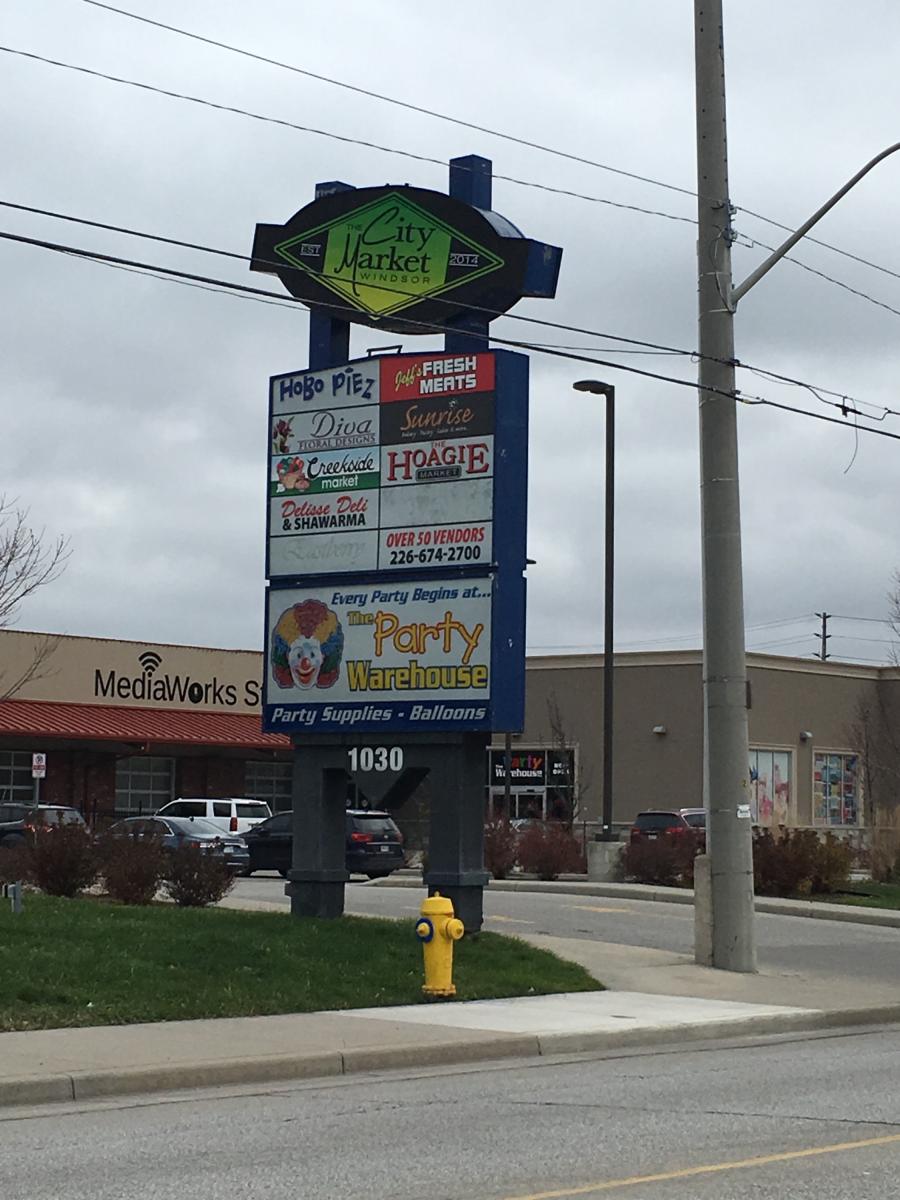 THE City
Market
EST 2014
WINDSOR
HOBO PIEZ
Jeff's FRESH
MEATS
Diva
FLORAL DESIGNS
Sunrise
Creekside
market
THE
HOAGIE
MARKET
Delisse Deli
& SHAWARMA
Eastberry
OVER 50 VENDORS
226-674-2700
Every Party Begins at...
The Party
Warehouse
Party Supplies - Balloons
1030
MediaWorks St
The Party
Warehouse